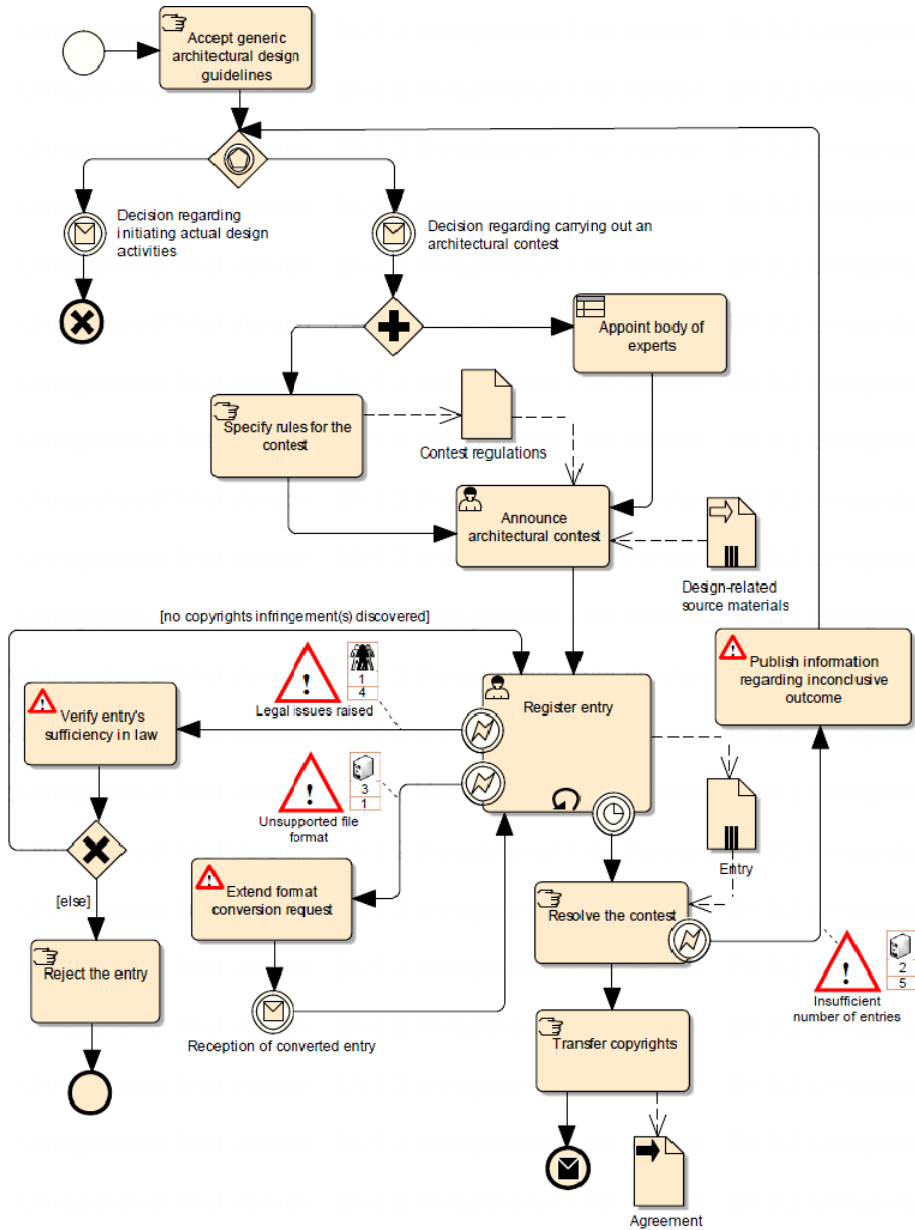 Accept generic
architectural design
guidelines
Decision regarding
initiating actual design
activities
Decision regarding carrying out an
architectural contest
Appoint body of
experts
Specify rules for the
contest
Contest regulations
Announce
architectural contest
Design-related
source materials
[no copyrights infringement(s) discovered]
Publish information
regarding inconclusive
outcome
1
4
Legal issues raised
Register entry
Verify entry's
sufficiency in law
3
1
Unsupported file
format
Entry
[else]
Extend format
conversion request
Resolve the contest
Reject the entry
2
5
Insufficient
number of entries
Reception of converted entry
Transfer copyrights
Agreement